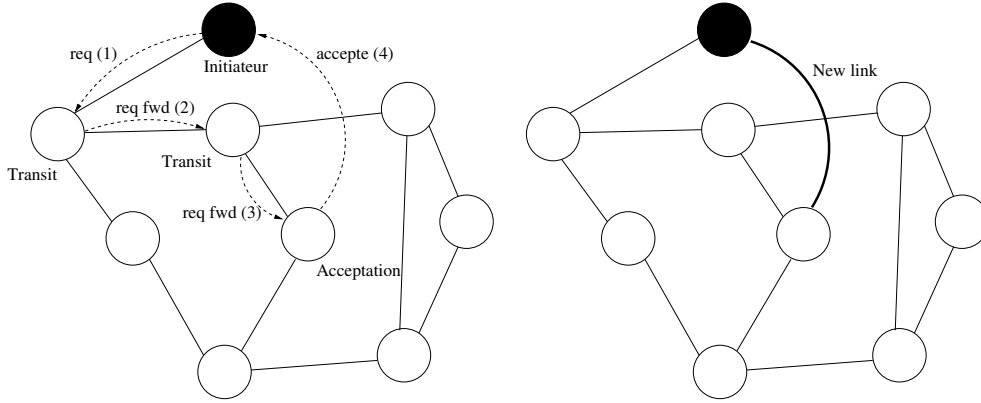 req (1)
accepte (4)
Initiateur
New link
req fwd (2)
Transit
Transit
req fwd (3)
Acceptation